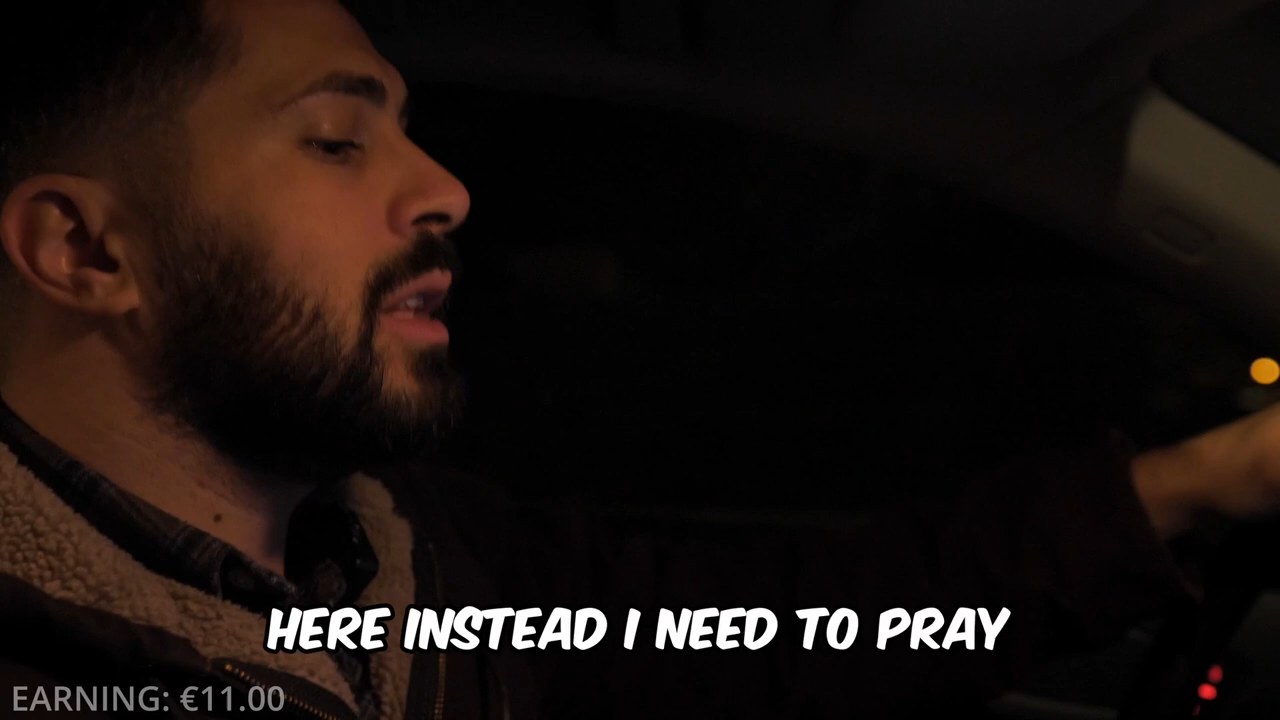 HERE INSTEAD I NEED TO PRAY
EARNING: €11.00